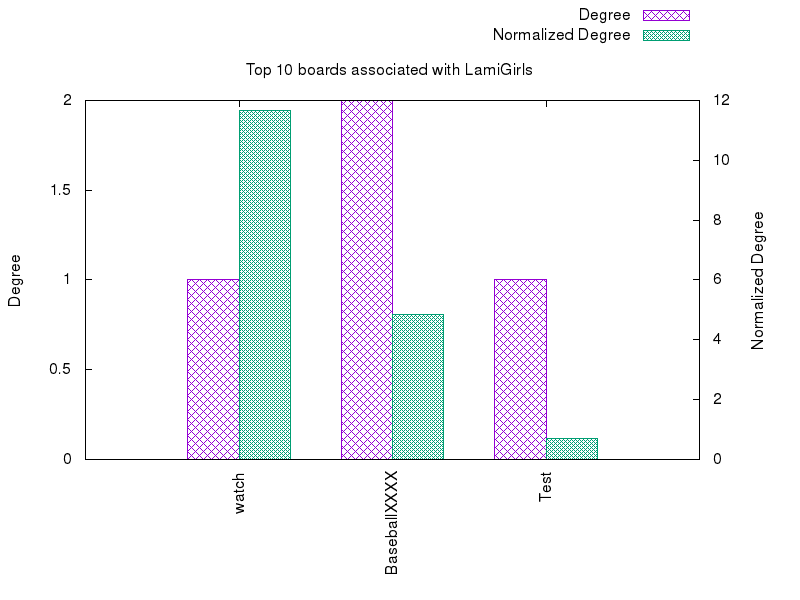 Degree
Normalized Degree
Top 10 boards associated with LamiGirls
2
1.5
1
0.5
0
12
10
8
6
4
2
0
Degree
Normalized Degree
watch
BaseballXXXX
Test